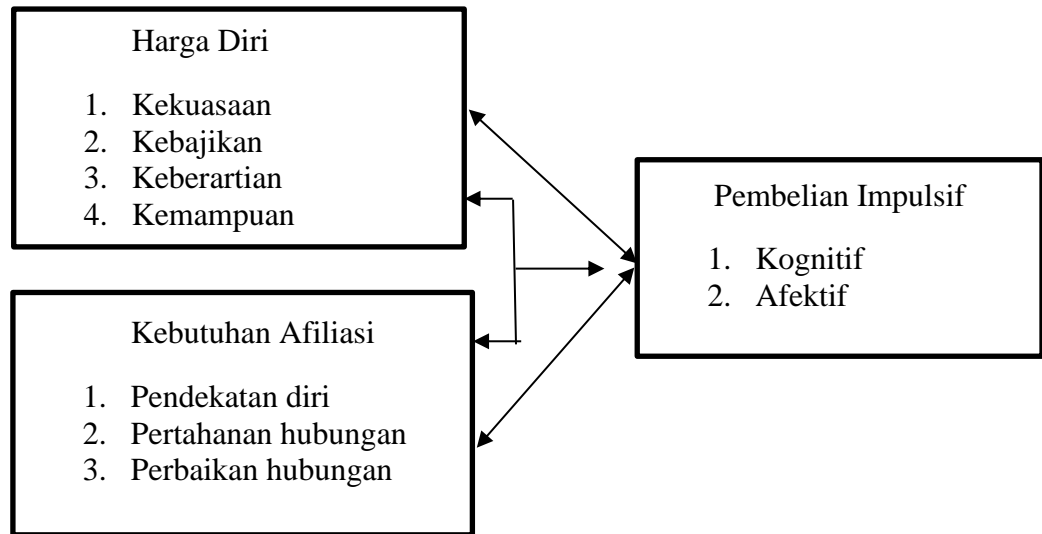 Harga Diri
1. Kekuasaan
2. Kebajikan
3. Keberartian
4. Kemampuan
Kebutuhan Afiliasi
1. Pendekatan diri
2. Pertahanan hubungan
3. Perbaikan hubungan
Pembelian Impulsif
1. Kognitif
2. Afektif